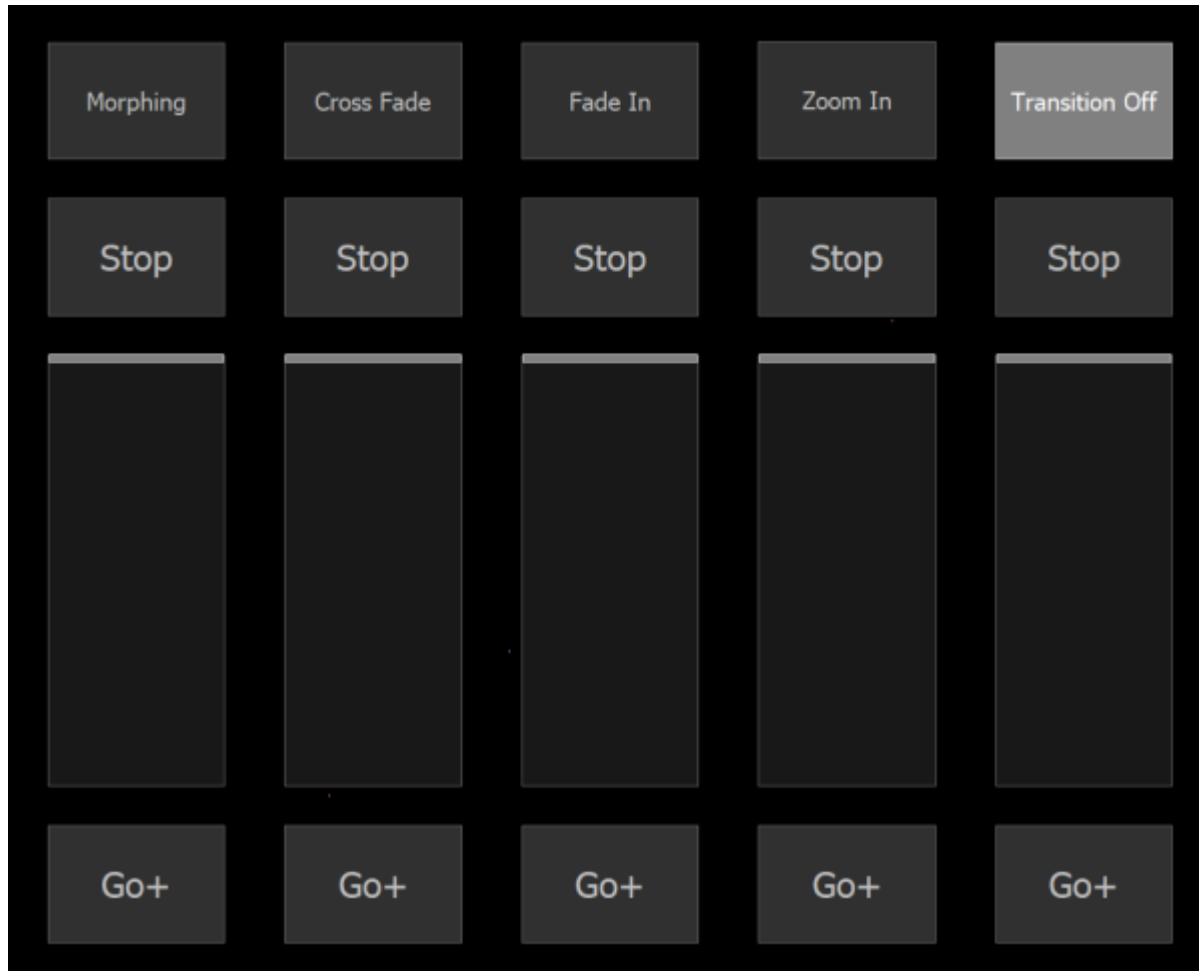 Morphing
Cross Fade
Fade In
Zoom In
Transition Off
Stop
Stop
Stop
Stop
Stop
Go+
Go+
Go+
Go+
Go+